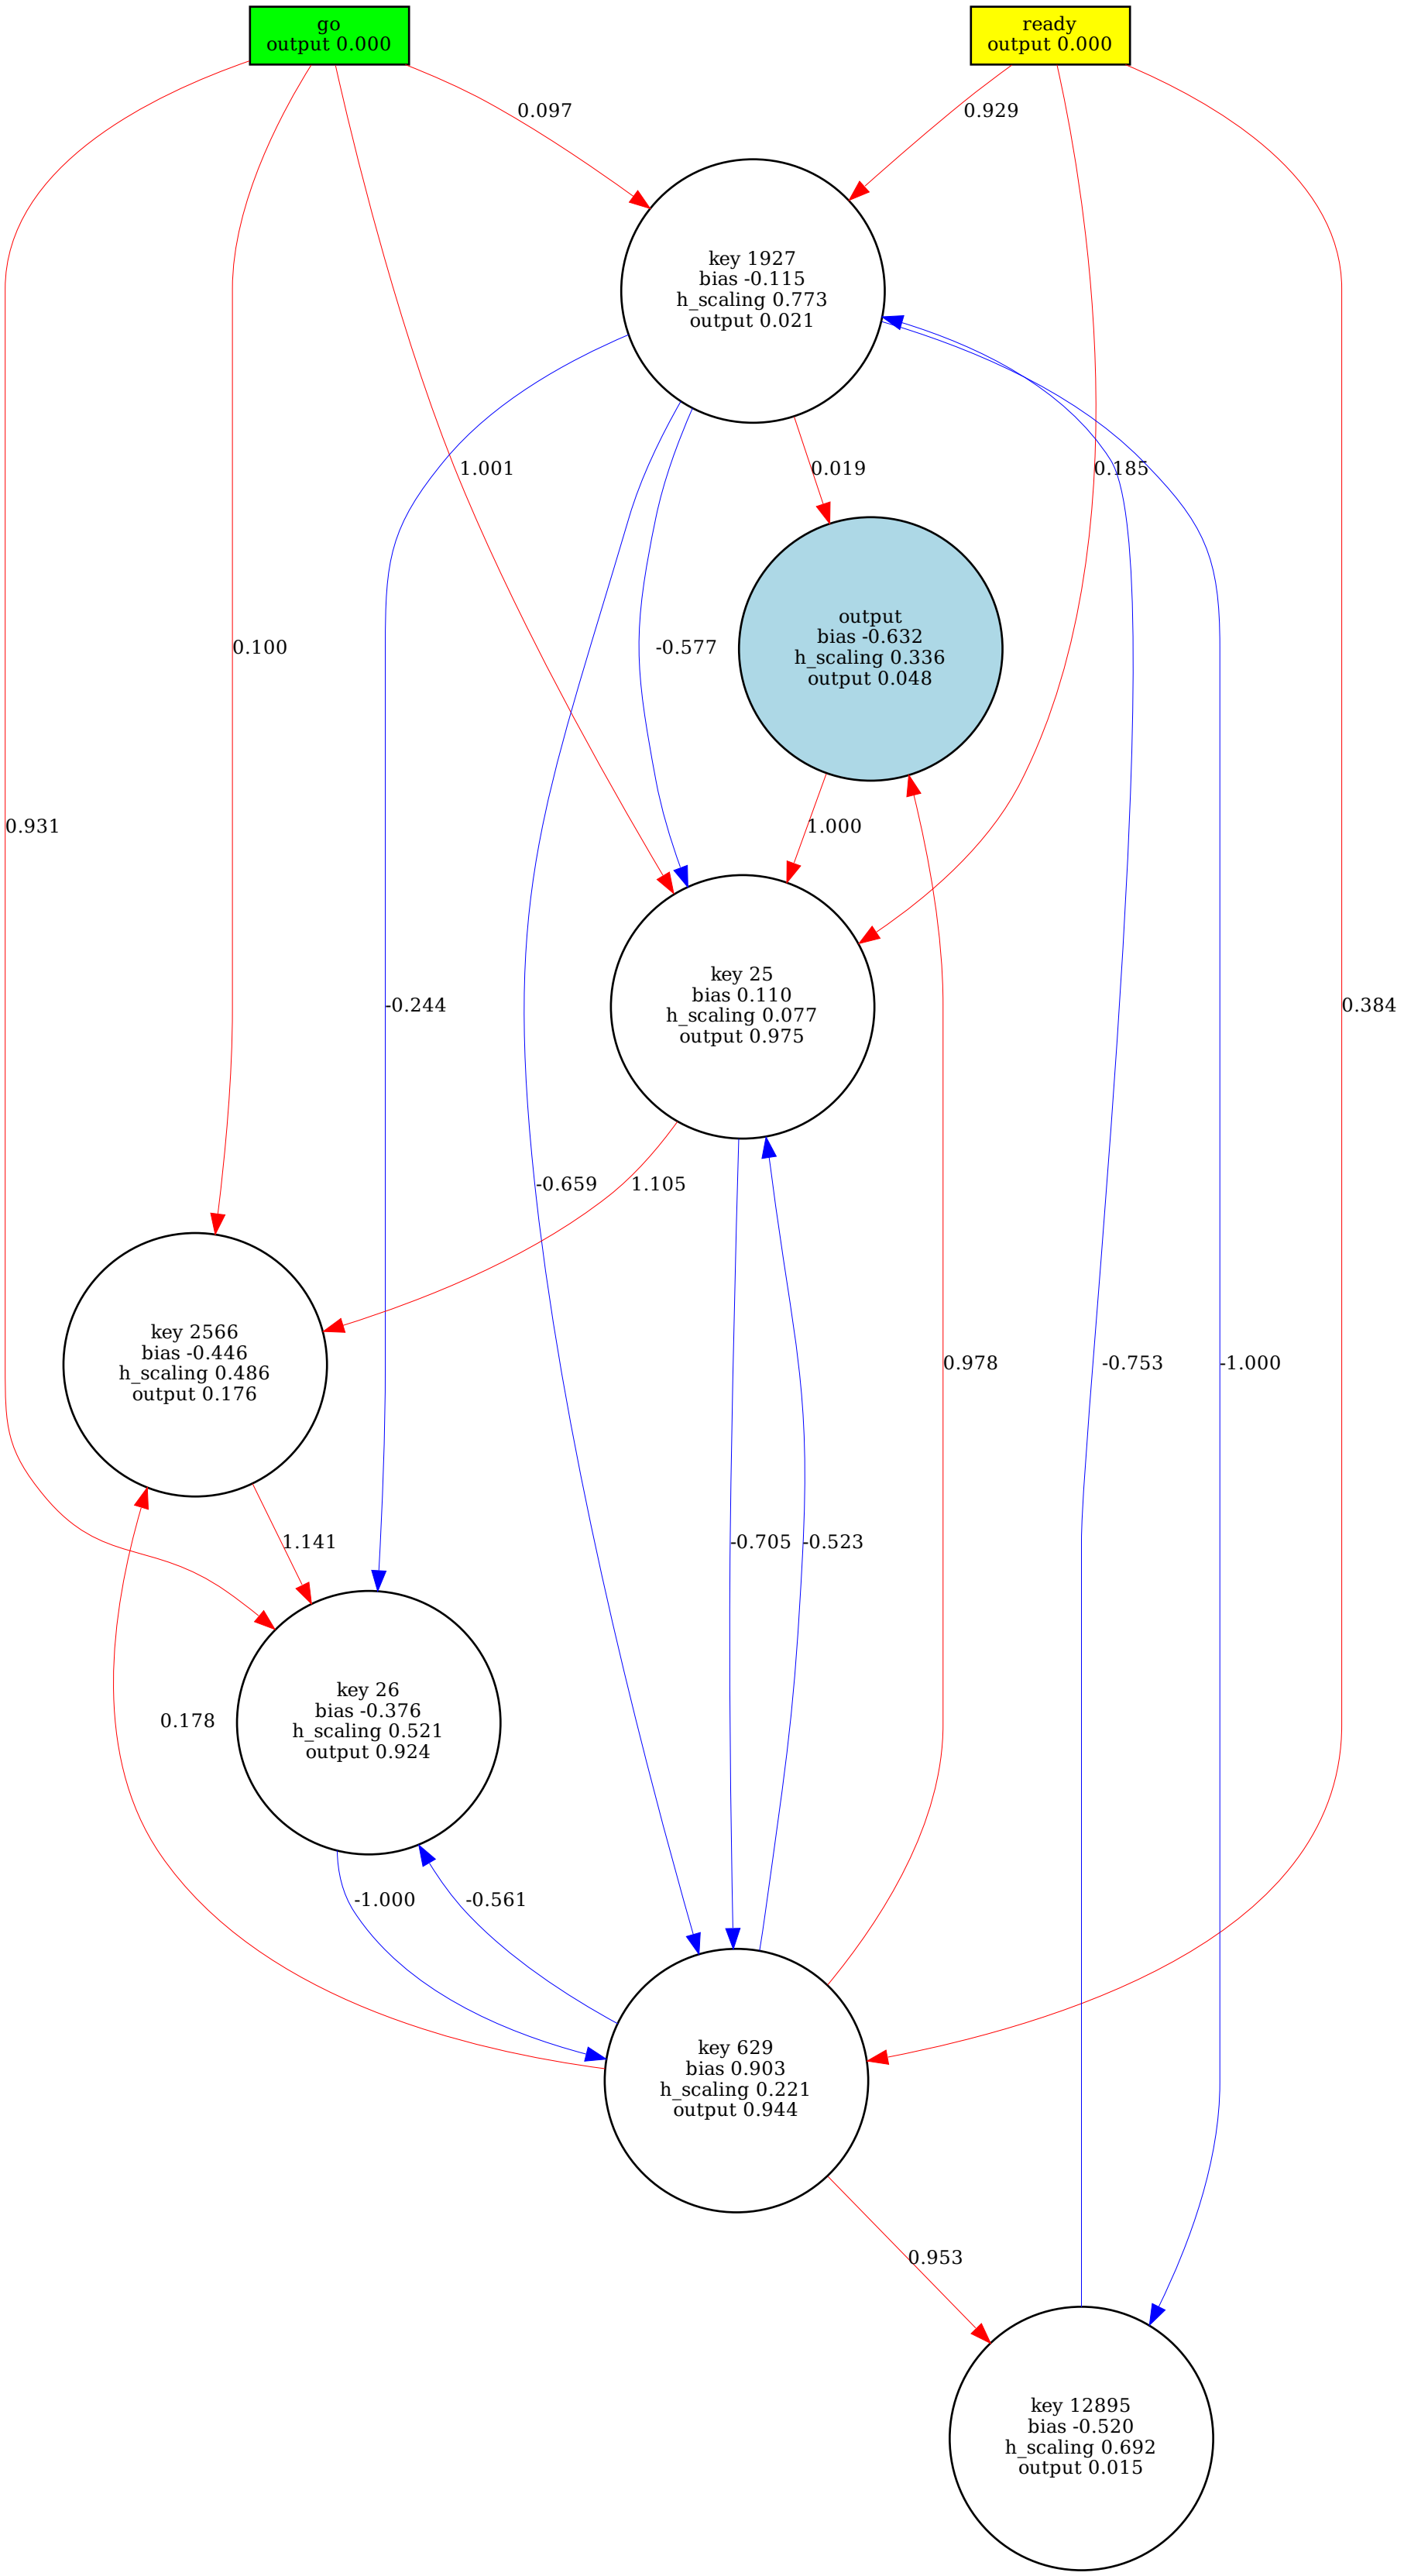 go
output 0.000
ready
output 0.000
0.097
0.929
key 1927
bias -0.115
h_scaling 0.773
output 0.021
1.001
0.019
0.185
0.100
-0.577
output
bias -0.632
h_scaling 0.336
output 0.048
0.931
1.000
-0.244
key 25
bias 0.110
h_scaling 0.077
output 0.975
0.384
-0.659
1.105
key 2566
bias -0.446
h_scaling 0.486
output 0.176
0.978
-0.753
-1.000
1.141
-0.705
-0.523
0.178
key 26
bias -0.376
h_scaling 0.521
output 0.924
-1.000
-0.561
key 629
bias 0.903
h_scaling 0.221
output 0.944
0.953
key 12895
bias -0.520
h_scaling 0.692
output 0.015